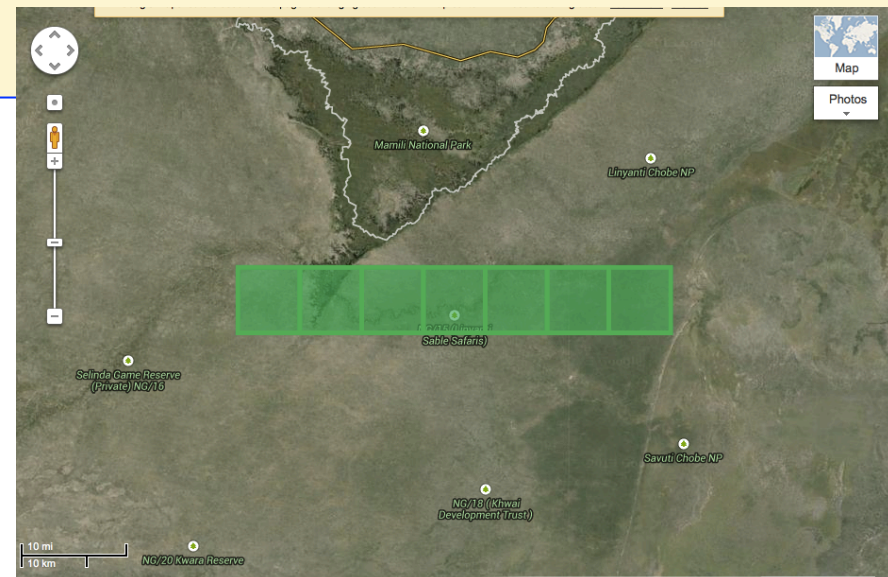 Map
Photos
Mamili National Park
Linyanti Chobe NP
Sable Safaris)
Selinda Game Reserve
(Private) NG/16
Savuti Chobe NP
NG/18 ( Khwai
Development Trust)
NG/20 Kwara Reserve
10 mi
10 km